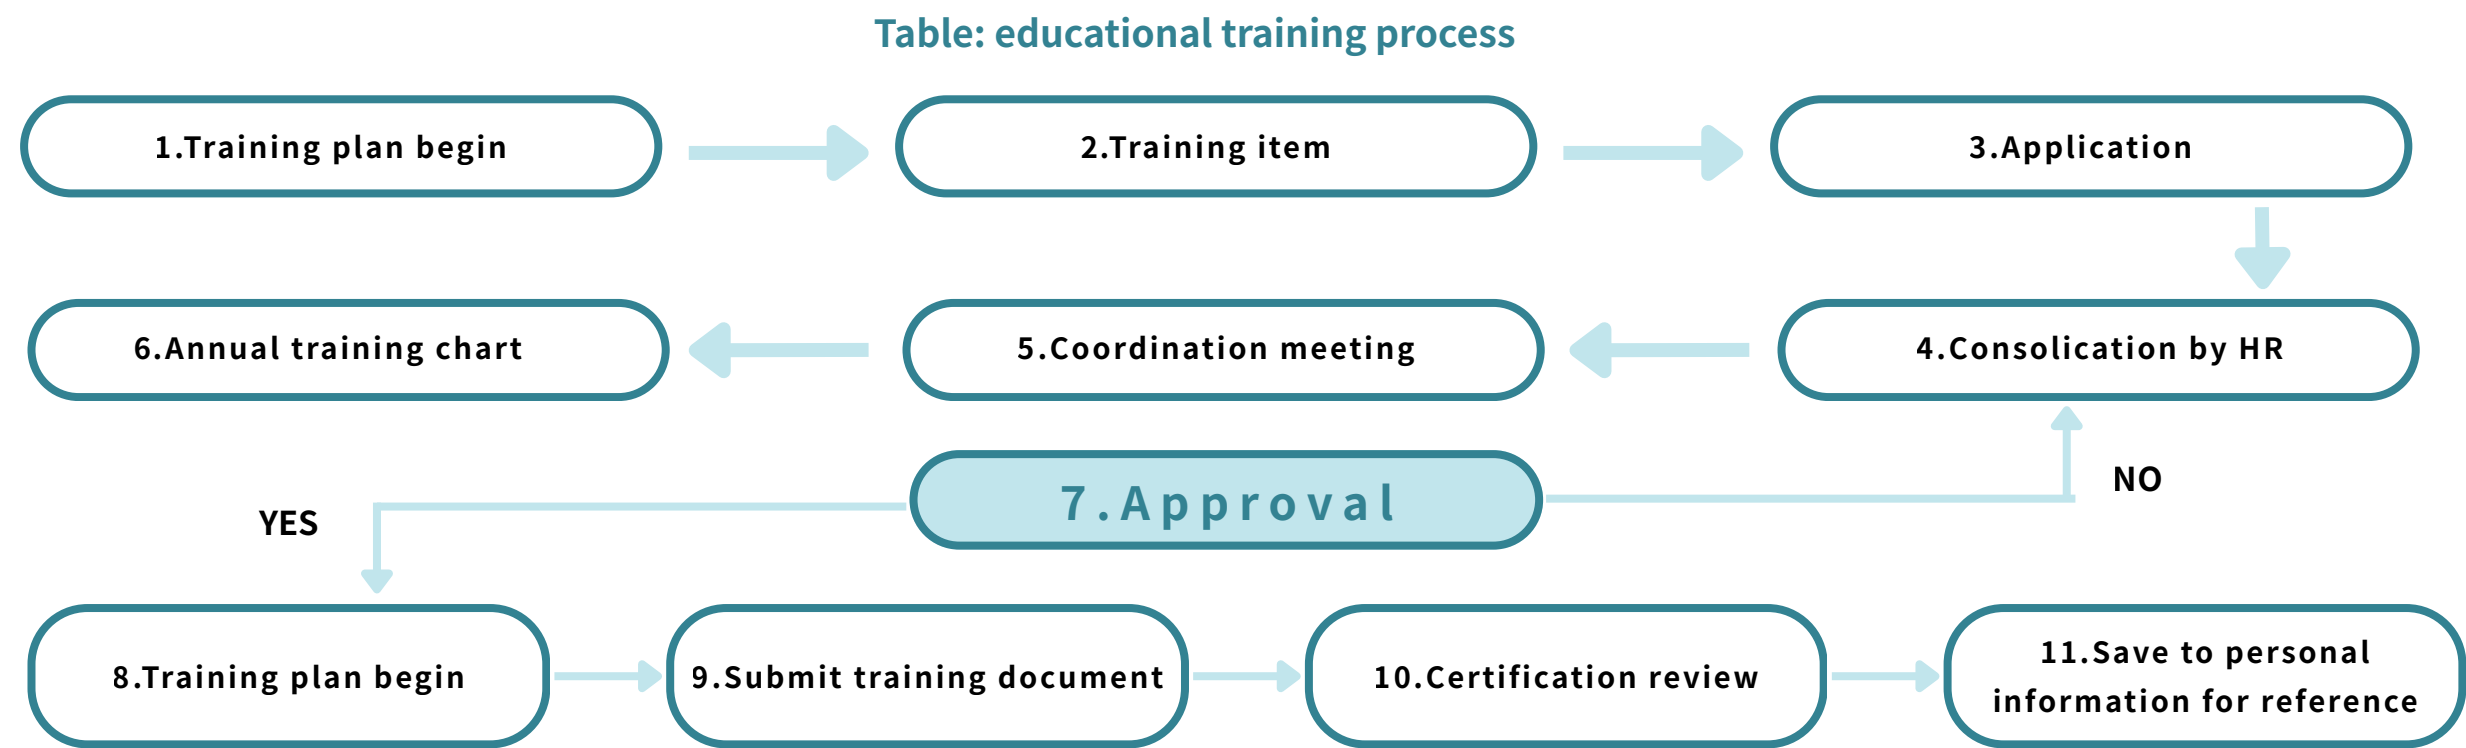 Table: educational training process
1.Training plan begin
2.Training item
3.Application
6.Annual training chart
5.Coordination meeting
4.Consolication by HR
7.Approval
NO
YES
8.Training plan begin
9.Submit training document
10.Certification review
11.Save to personal
information for reference